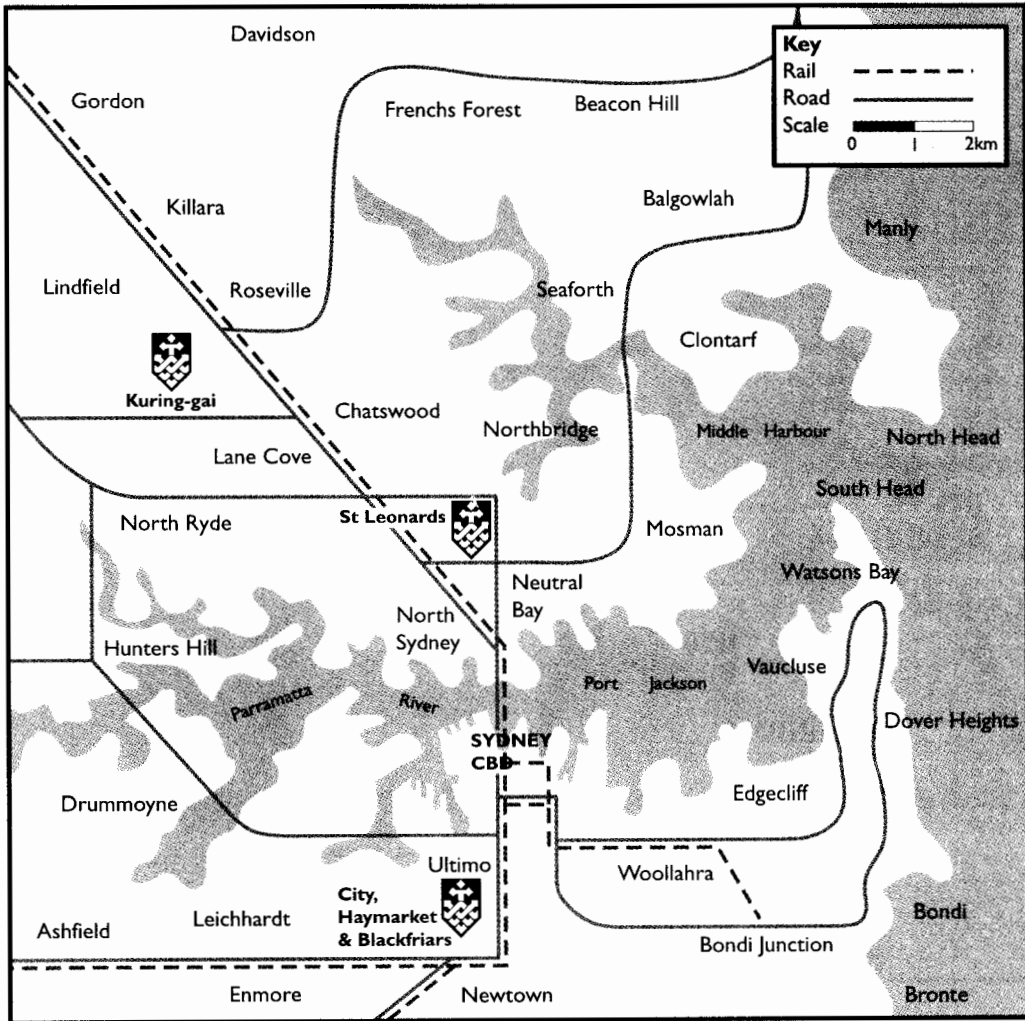 Davidson
Key
Rail
Road
Scale
0 1 2km
Gordon
Frenchs Forest
Beacon Hill
Killara
Balgowlah
Manly
Lindfield
Roseville
Seaforth
Clontarf
Kuring-gai
Chatswood
Northbridge
Middle Harbour
North Head
Lane Cove
South Head
North Ryde
St Leonards
Mosman
Watsons Bay
Neutral
Bay
North
Sydney
Hunters Hill
Vaucluse
Parramatta
River
Port Jackson
Dover Heights
SYDNEY
CBD
Drummoyne
Edgecliff
Ultimo
Woollahra
City,
Haymarket
& Blackfriars
Leichhardt
Ashfield
Bondi
Bondi Junction
Enmore
Newtown
Bronte